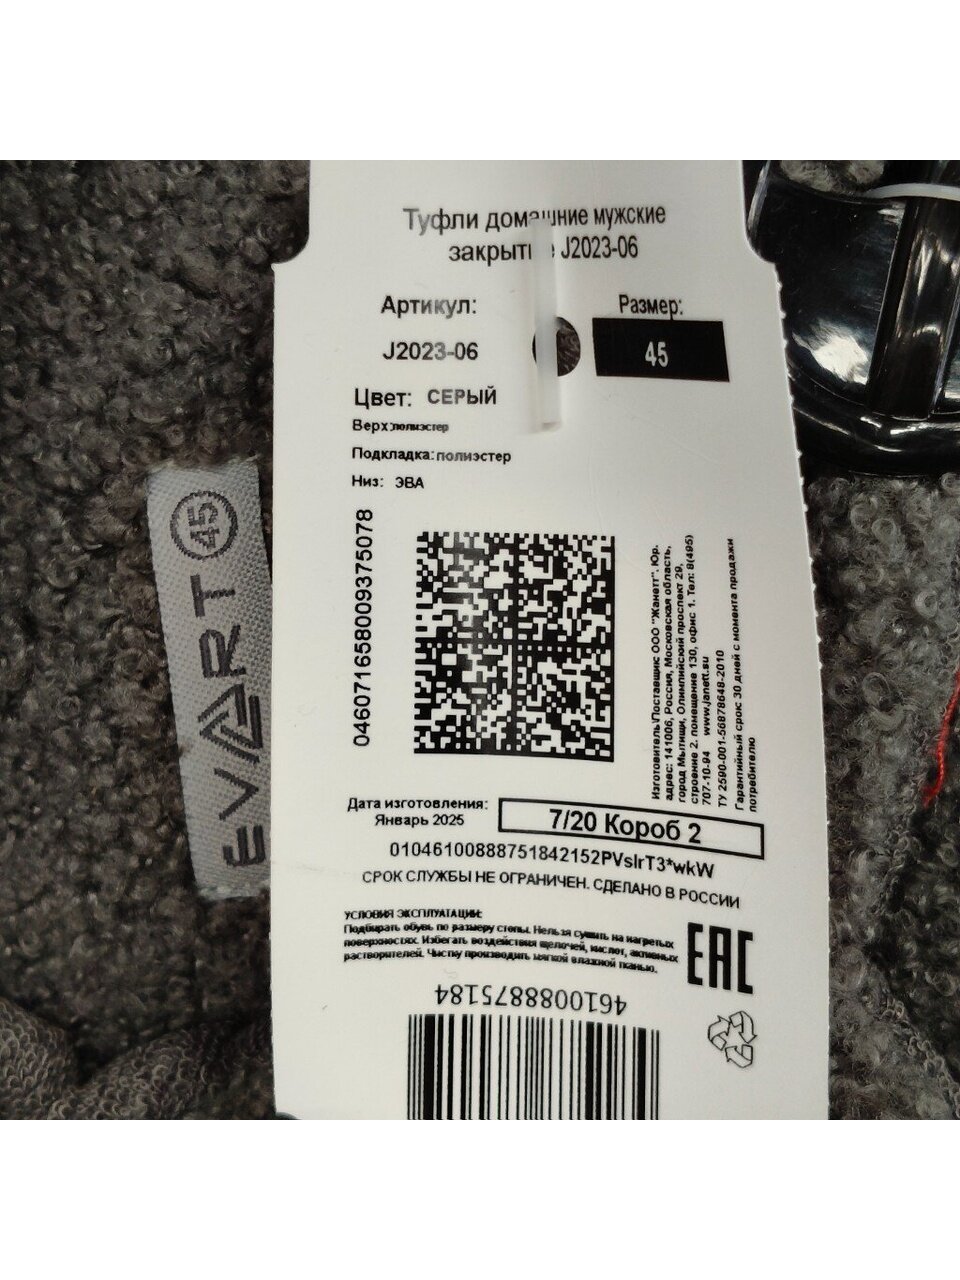 Туфли домашние мужские
закрытые J2023-06
Артикул:
Размер:
J2023-06
45
Цвет: СЕРЫЙ
Верх:полиэстер
Подкладка:полиэстер
Низ: ЭВА
046071658009375078
Изготовитель\Поставщик ООО "Жанетт". Юр.
адрес: 141006, Россия, Московская область,
город Мытищи, Олимпийский проспект 29,
строение 2. помещение 130, офис 1. Тел: 8(495)
707-10-94 www.janett.su
ТУ 2590-001-56878648-2010
Гарантийный срок: 30 дней с момента продажи
потребителю
Дата изготовления:
Январь 2025
7/20 Короб 2
0104610088875184​2152PVslrT3*wkW
СРОК СЛУЖБЫ НЕ ОГРАНИЧЕН. СДЕЛАНО В РОССИИ
УСЛОВИЯ ЭКСПЛУАТАЦИИ:
Подбирать обувь по размеру стопы. Нельзя сушить на нагретых
поверхностях. Избегать воздействия щелочей, кислот, активных
растворителей. Чистку производить мягкой влажной тканью.
EAC
4610088875184
EVART 45